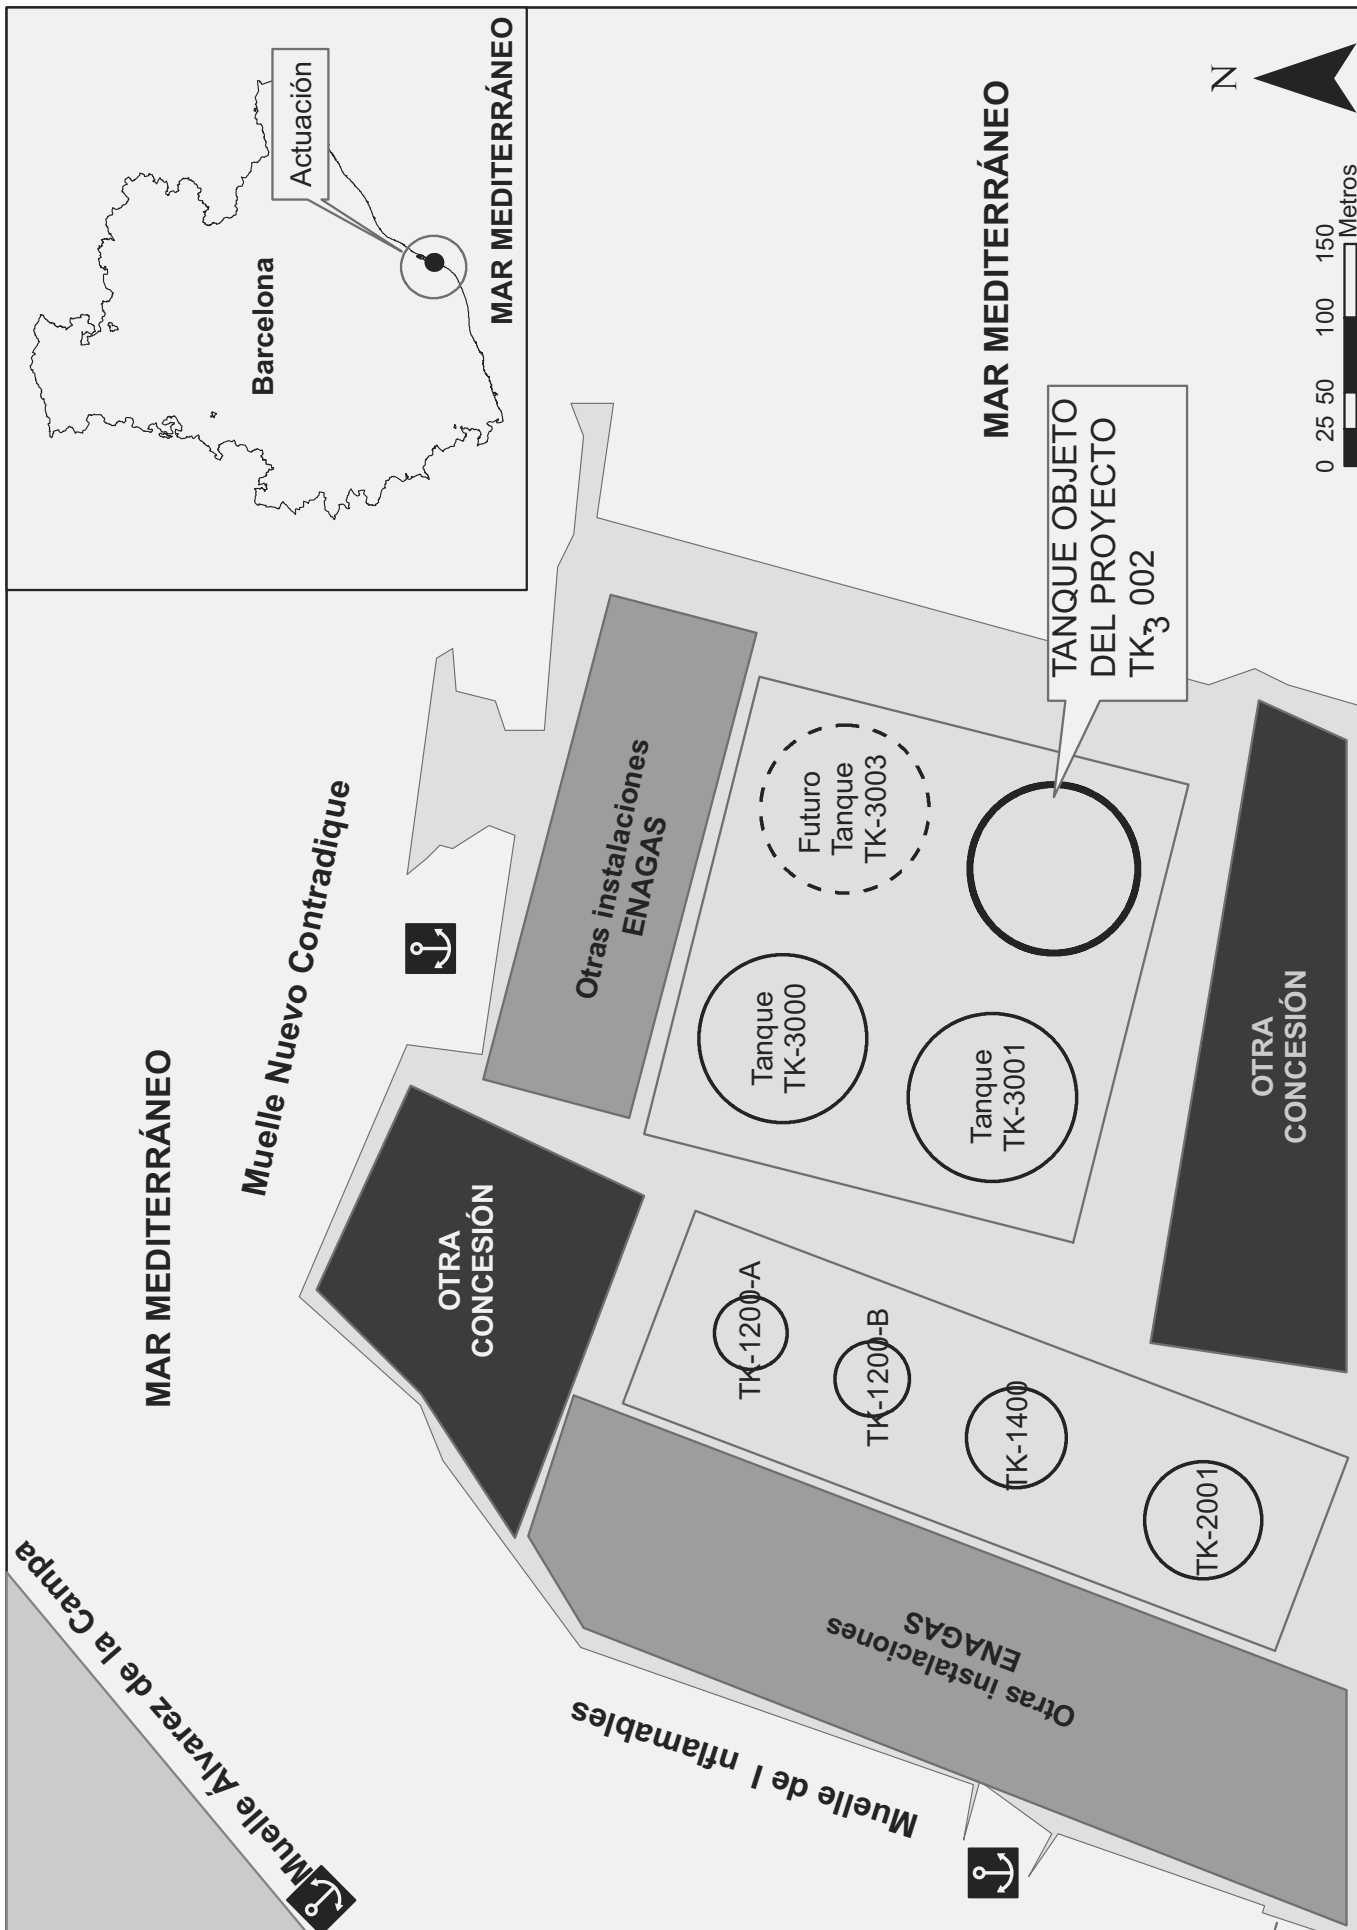 Actuación
Barcelona
MAR MEDITERRÁNEO
MAR MEDITERRÁNEO
N
MAR MEDITERRÁNEO
Muelle Nuevo Contradique
Muelle Álvarez de la Campa
Muelle de I nflamables
OTRA
CONCESIÓN
Otras instalaciones
ENAGAS
Otras instalaciones
ENAGAS
TK-1200-A
TK-1200-B
TK-1400
TK-2001
Tanque
TK-3000
Tanque
TK-3001
Futuro
Tanque
TK-3003
TANQUE OBJETO
DEL PROYECTO
TK-3 002
OTRA
CONCESIÓN
0 25 50 100 150
Metros